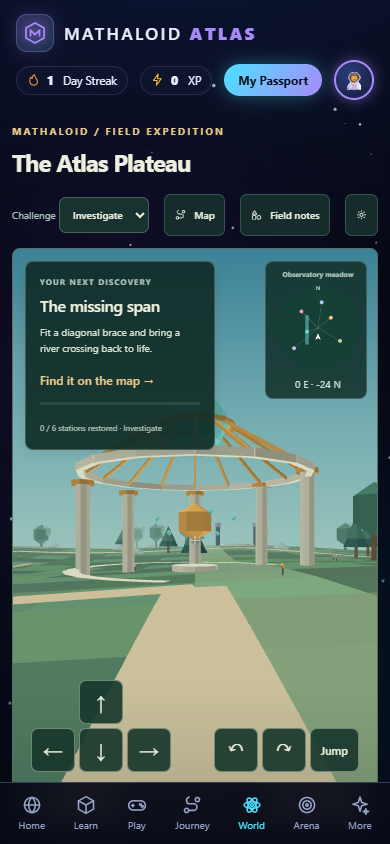 MATHALOID ATLAS
1 Day Streak
0 XP
My Passport
MATHALOID / FIELD EXPEDITION
The Atlas Plateau
Challenge
Investigate
Map
Field notes
YOUR NEXT DISCOVERY
The missing span
Fit a diagonal brace and bring a
river crossing back to life.
Find it on the map →
0 / 6 stations restored · Investigate
Observatory meadow
N
0 E · -24 N
Jump
Home
Learn
Play
Journey
World
Arena
More